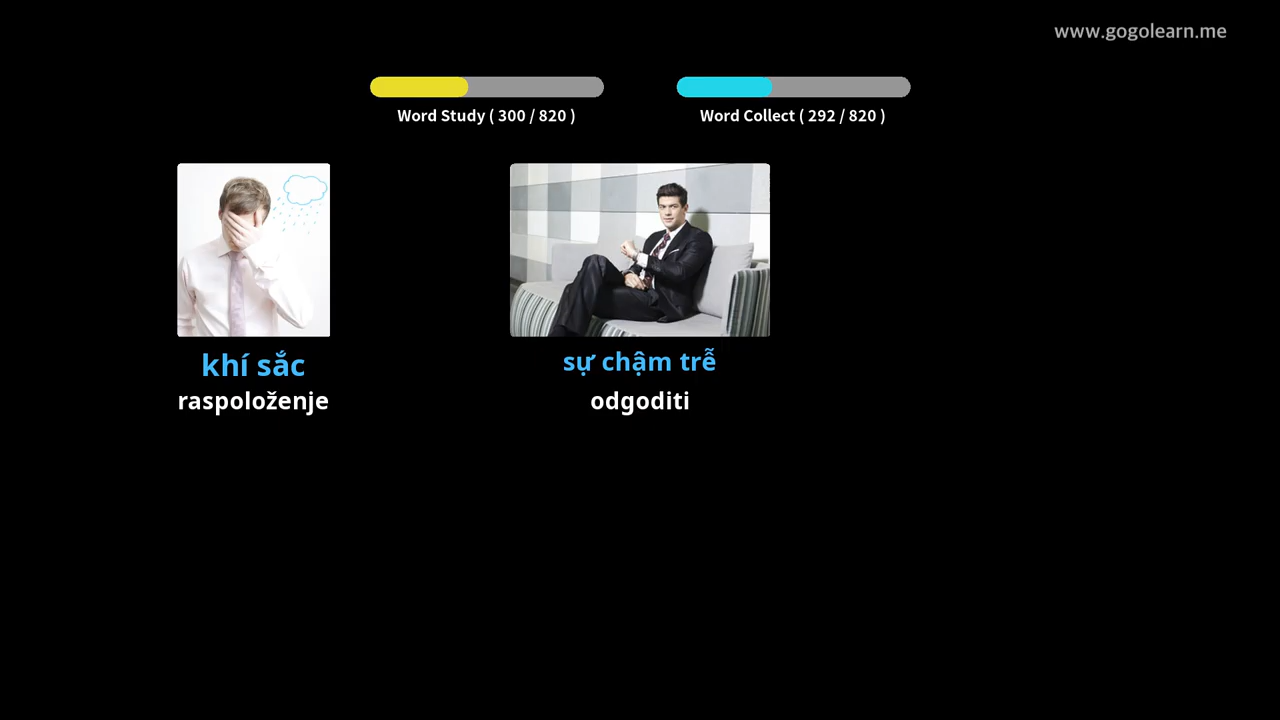 www.gogolearn.me
Word Study ( 300 / 820 )
Word Collect ( 292 / 820 )
khí sắc
raspoloženje
sự chậm trễ
odgoditi